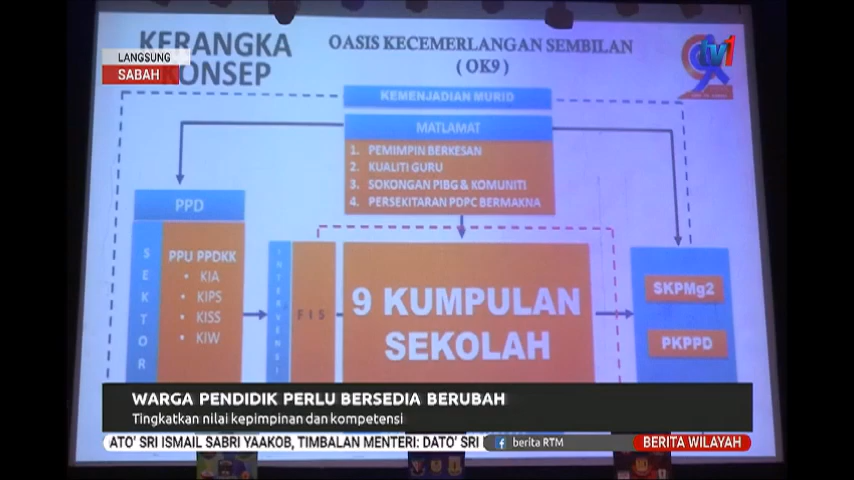 KERANGKA
KONSEP
OASIS KECEMERLANGAN SEMBILAN
( OK9 )
tv1
LANGSUNG
SABAH
KEMENJADIAN MURID
MATLAMAT
1. PEMIMPIN BERKESAN
2. KUALITI GURU
3. SOKONGAN PIBG & KOMUNITI
4. PERSEKITARAN PDPC BERMAKNA
PPD
SEKTOR
PPU PPDKK
• KIA
• KIPS
• KISS
• KIW
INTERVENSI
FIS
9 KUMPULAN
SEKOLAH
SKPMg2
PKPPD
WARGA PENDIDIK PERLU BERSEDIA BERUBAH
Tingkatkan nilai kepimpinan dan kompetensi
ATO' SRI ISMAIL SABRI YAAKOB, TIMBALAN MENTERI: DATO' SRI
f berita RTM
BERITA WILAYAH